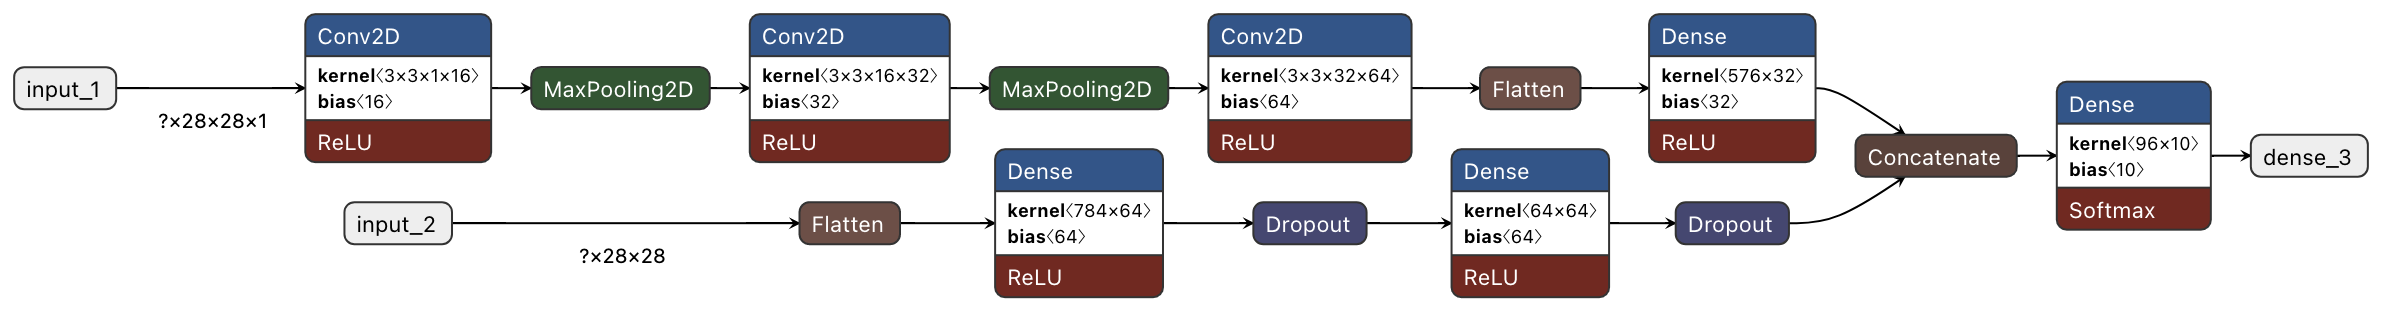 input_1
?×28×28×1
Conv2D
kernel〈3×3×1×16〉
bias〈16〉
ReLU
MaxPooling2D
Conv2D
kernel〈3×3×16×32〉
bias〈32〉
ReLU
MaxPooling2D
Conv2D
kernel〈3×3×32×64〉
bias〈64〉
ReLU
Flatten
Dense
kernel〈576×32〉
bias〈32〉
ReLU
input_2
?×28×28
Flatten
Dense
kernel〈784×64〉
bias〈64〉
ReLU
Dropout
Dense
kernel〈64×64〉
bias〈64〉
ReLU
Dropout
Concatenate
Dense
kernel〈96×10〉
bias〈10〉
Softmax
dense_3